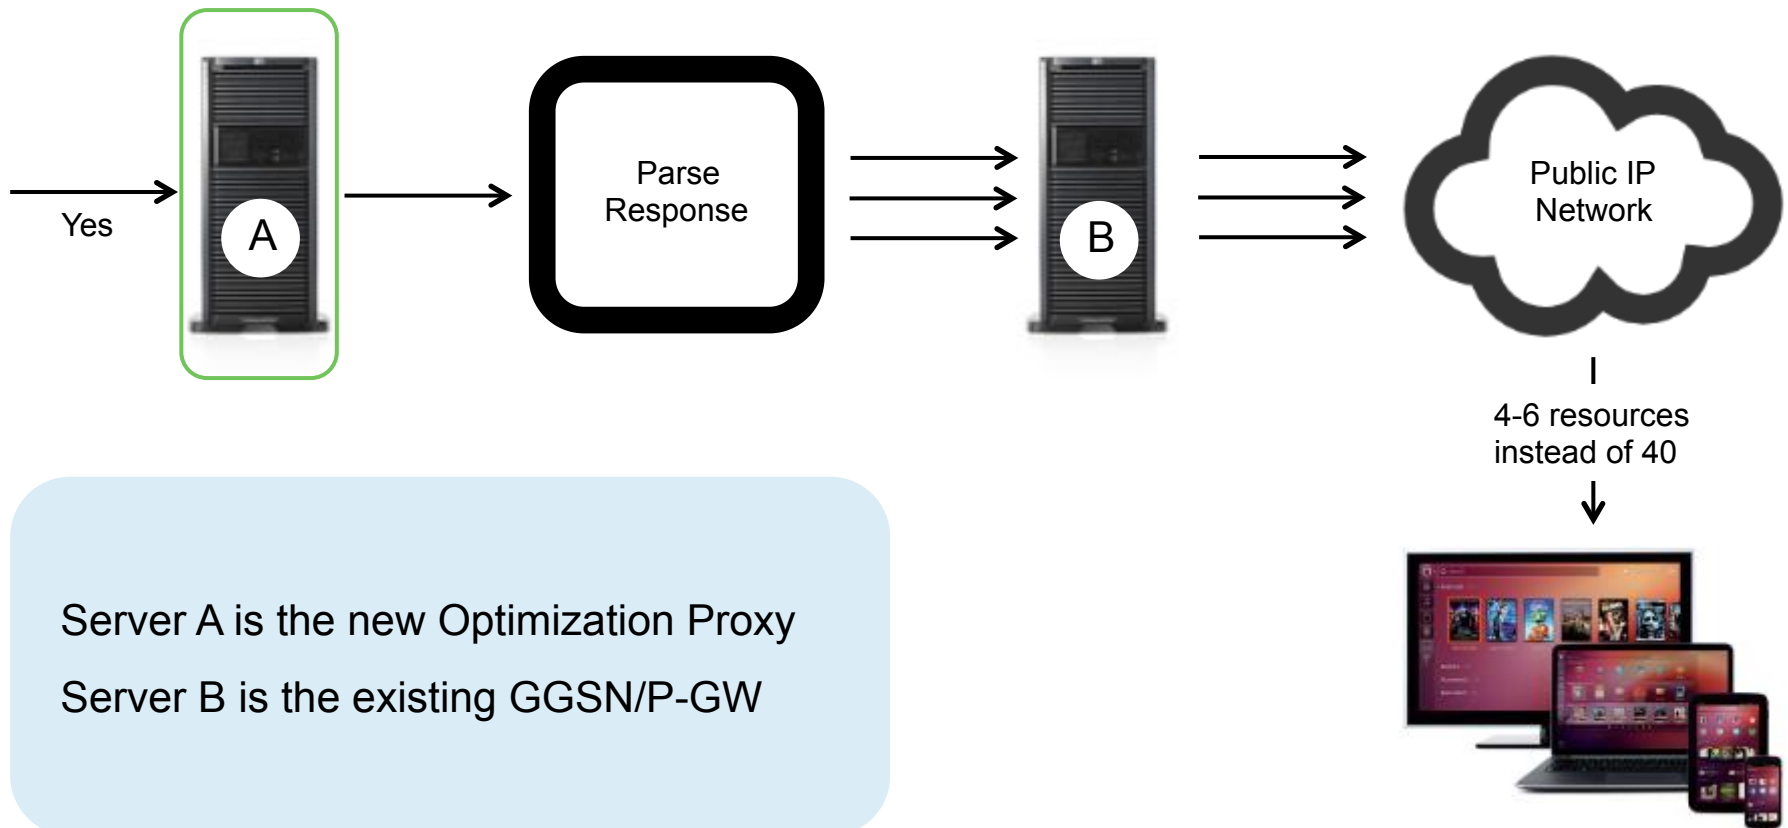 Yes
A
Parse
Response
B
Public IP
Network
4-6 resources
instead of 40
Server A is the new Optimization Proxy
Server B is the existing GGSN/P-GW